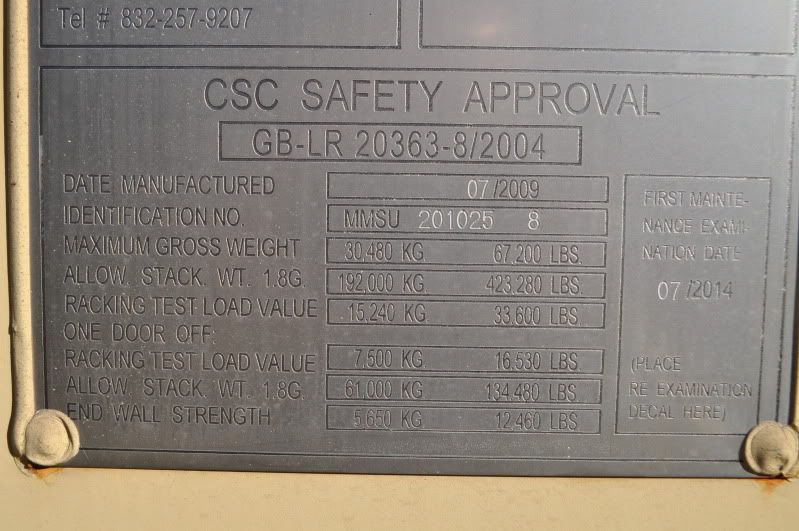 Tel # 832-257-9207
CSC SAFETY APPROVAL
GB-LR 20363-8/2004
DATE MANUFACTURED 07/2009
IDENTIFICATION NO. MMSU 201025 8
MAXIMUM GROSS WEIGHT 30,480 KG 67,200 LBS.
ALLOW. STACK. WT. 1.8G. 192,000 KG. 423,280 LBS.
RACKING TEST LOAD VALUE 15,240 KG. 33,600 LBS.
ONE DOOR OFF:
RACKING TEST LOAD VALUE 7,500 KG. 16,530 LBS.
ALLOW. STACK. WT. 1.8G. 61,000 KG. 134,480 LBS.
END WALL STRENGTH 5,650 KG 12,460 LBS.
FIRST MAINTE-
NANCE EXAMI-
NATION DATE
07/2014
(PLACE
RE EXAMINATION
DECAL HERE)